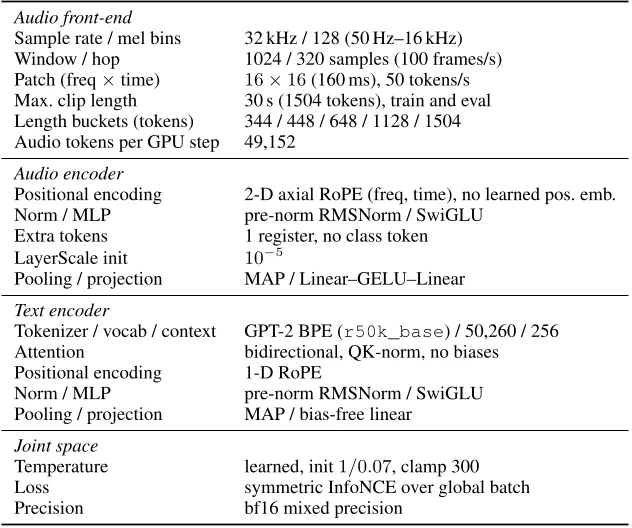 Audio front-end
Sample rate / mel bins 32 kHz / 128 (50 Hz–16 kHz)
Window / hop 1024 / 320 samples (100 frames/s)
Patch (freq × time) 16 × 16 (160 ms), 50 tokens/s
Max. clip length 30 s (1504 tokens), train and eval
Length buckets (tokens) 344 / 448 / 648 / 1128 / 1504
Audio tokens per GPU step 49,152
Audio encoder
Positional encoding 2-D axial RoPE (freq, time), no learned pos. emb.
Norm / MLP pre-norm RMSNorm / SwiGLU
Extra tokens 1 register, no class token
LayerScale init 10⁻⁵
Pooling / projection MAP / Linear–GELU–Linear
Text encoder
Tokenizer / vocab / context GPT-2 BPE (r50k_base) / 50,260 / 256
Attention bidirectional, QK-norm, no biases
Positional encoding 1-D RoPE
Norm / MLP pre-norm RMSNorm / SwiGLU
Pooling / projection MAP / bias-free linear
Joint space
Temperature learned, init 1/0.07, clamp 300
Loss symmetric InfoNCE over global batch
Precision bf16 mixed precision